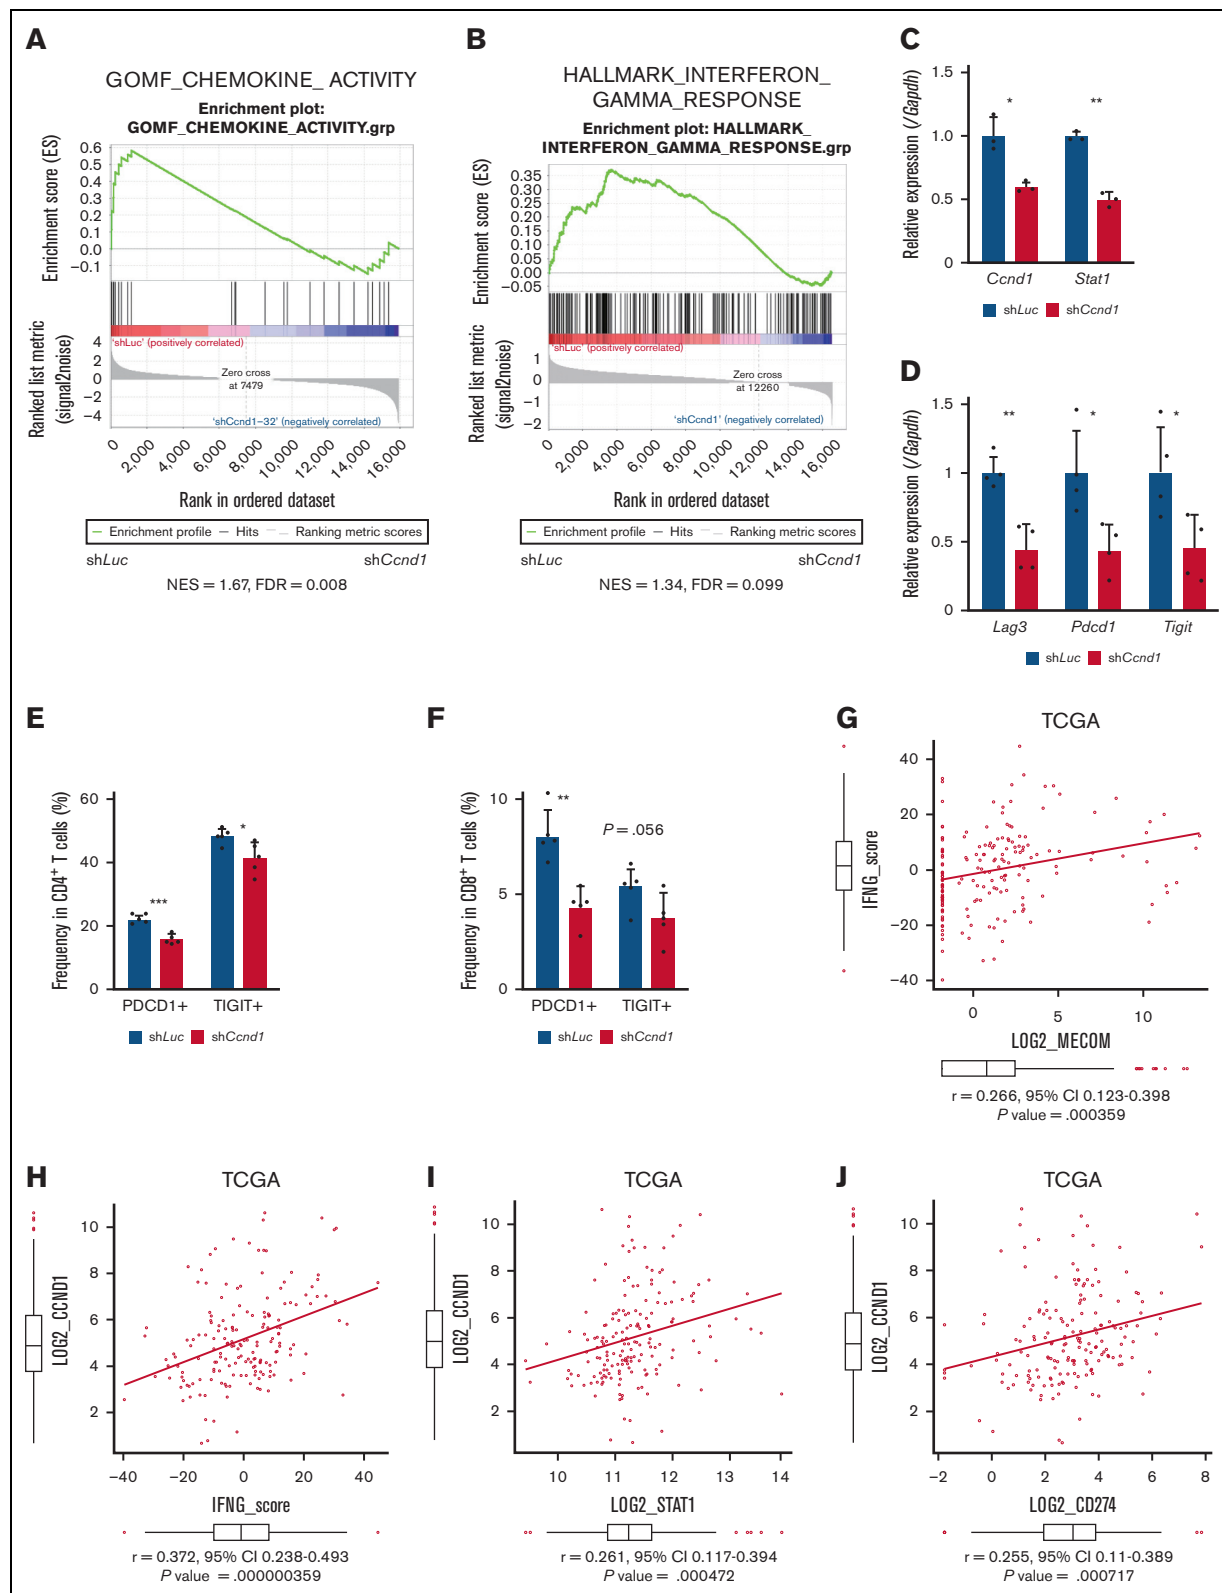 A
GOMF_CHEMOKINE_ ACTIVITY
Enrichment plot:
GOMF_CHEMOKINE_ACTIVITY.grp
Enrichment score (ES)
0.6
0.5
0.4
0.3
0.2
0.1
0.0
−0.1
Ranked list metric
(signal2noise)
4
2
0
−2
−4
'shLuc' (positively correlated)
Zero cross
at 7479
'shCcnd1−32' (negatively correlated)
0
2,000
4,000
6,000
8,000
10,000
12,000
14,000
16,000
Rank in ordered dataset
Enrichment profile
Hits
Ranking metric scores
shLuc
shCcnd1
NES = 1.67, FDR = 0.008
B
HALLMARK_INTERFERON_
GAMMA_RESPONSE
Enrichment plot: HALLMARK_
INTERFERON_GAMMA_RESPONSE.grp
Enrichment score (ES)
0.35
0.30
0.25
0.20
0.15
0.10
0.05
0.00
−0.05
Ranked list metric
(signal2noise)
1
0
−1
−2
'shLuc' (positively correlated)
Zero cross
at 12260
'shCcnd1' (negatively correlated)
0
2,000
4,000
6,000
8,000
10,000
12,000
14,000
16,000
Rank in ordered dataset
Enrichment profile
Hits
Ranking metric scores
shLuc
shCcnd1
NES = 1.34, FDR = 0.099
C
Relative expression (/Gapdh)
1.5
1.0
0.5
0
*
**
Ccnd1
Stat1
shLuc
shCcnd1
D
Relative expression (/Gapdh)
1.5
1
0.5
0
**
*
*
Lag3
Pdcd1
Tigit
shLuc
shCcnd1
E
Frequency in CD4+ T cells (%)
60
40
20
0
***
*
PDCD1+
TIGIT+
shLuc
shCcnd1
F
Frequency in CD8+ T cells (%)
10
5
0
**
P = .056
PDCD1+
TIGIT+
shLuc
shCcnd1
G
TCGA
IFNG_score
40
20
0
−20
−40
0
5
10
LOG2_MECOM
r = 0.266, 95% CI 0.123-0.398
P value = .000359
H
TCGA
LOG2_CCND1
10
8
6
4
2
−40
−20
0
20
40
IFNG_score
r = 0.372, 95% CI 0.238-0.493
P value = .000000359
I
TCGA
LOG2_CCND1
10
8
6
4
2
10
11
12
13
14
LOG2_STAT1
r = 0.261, 95% CI 0.117-0.394
P value = .000472
J
TCGA
LOG2_CCND1
10
8
6
4
2
−2
0
2
4
6
8
LOG2_CD274
r = 0.255, 95% CI 0.11-0.389
P value = .000717